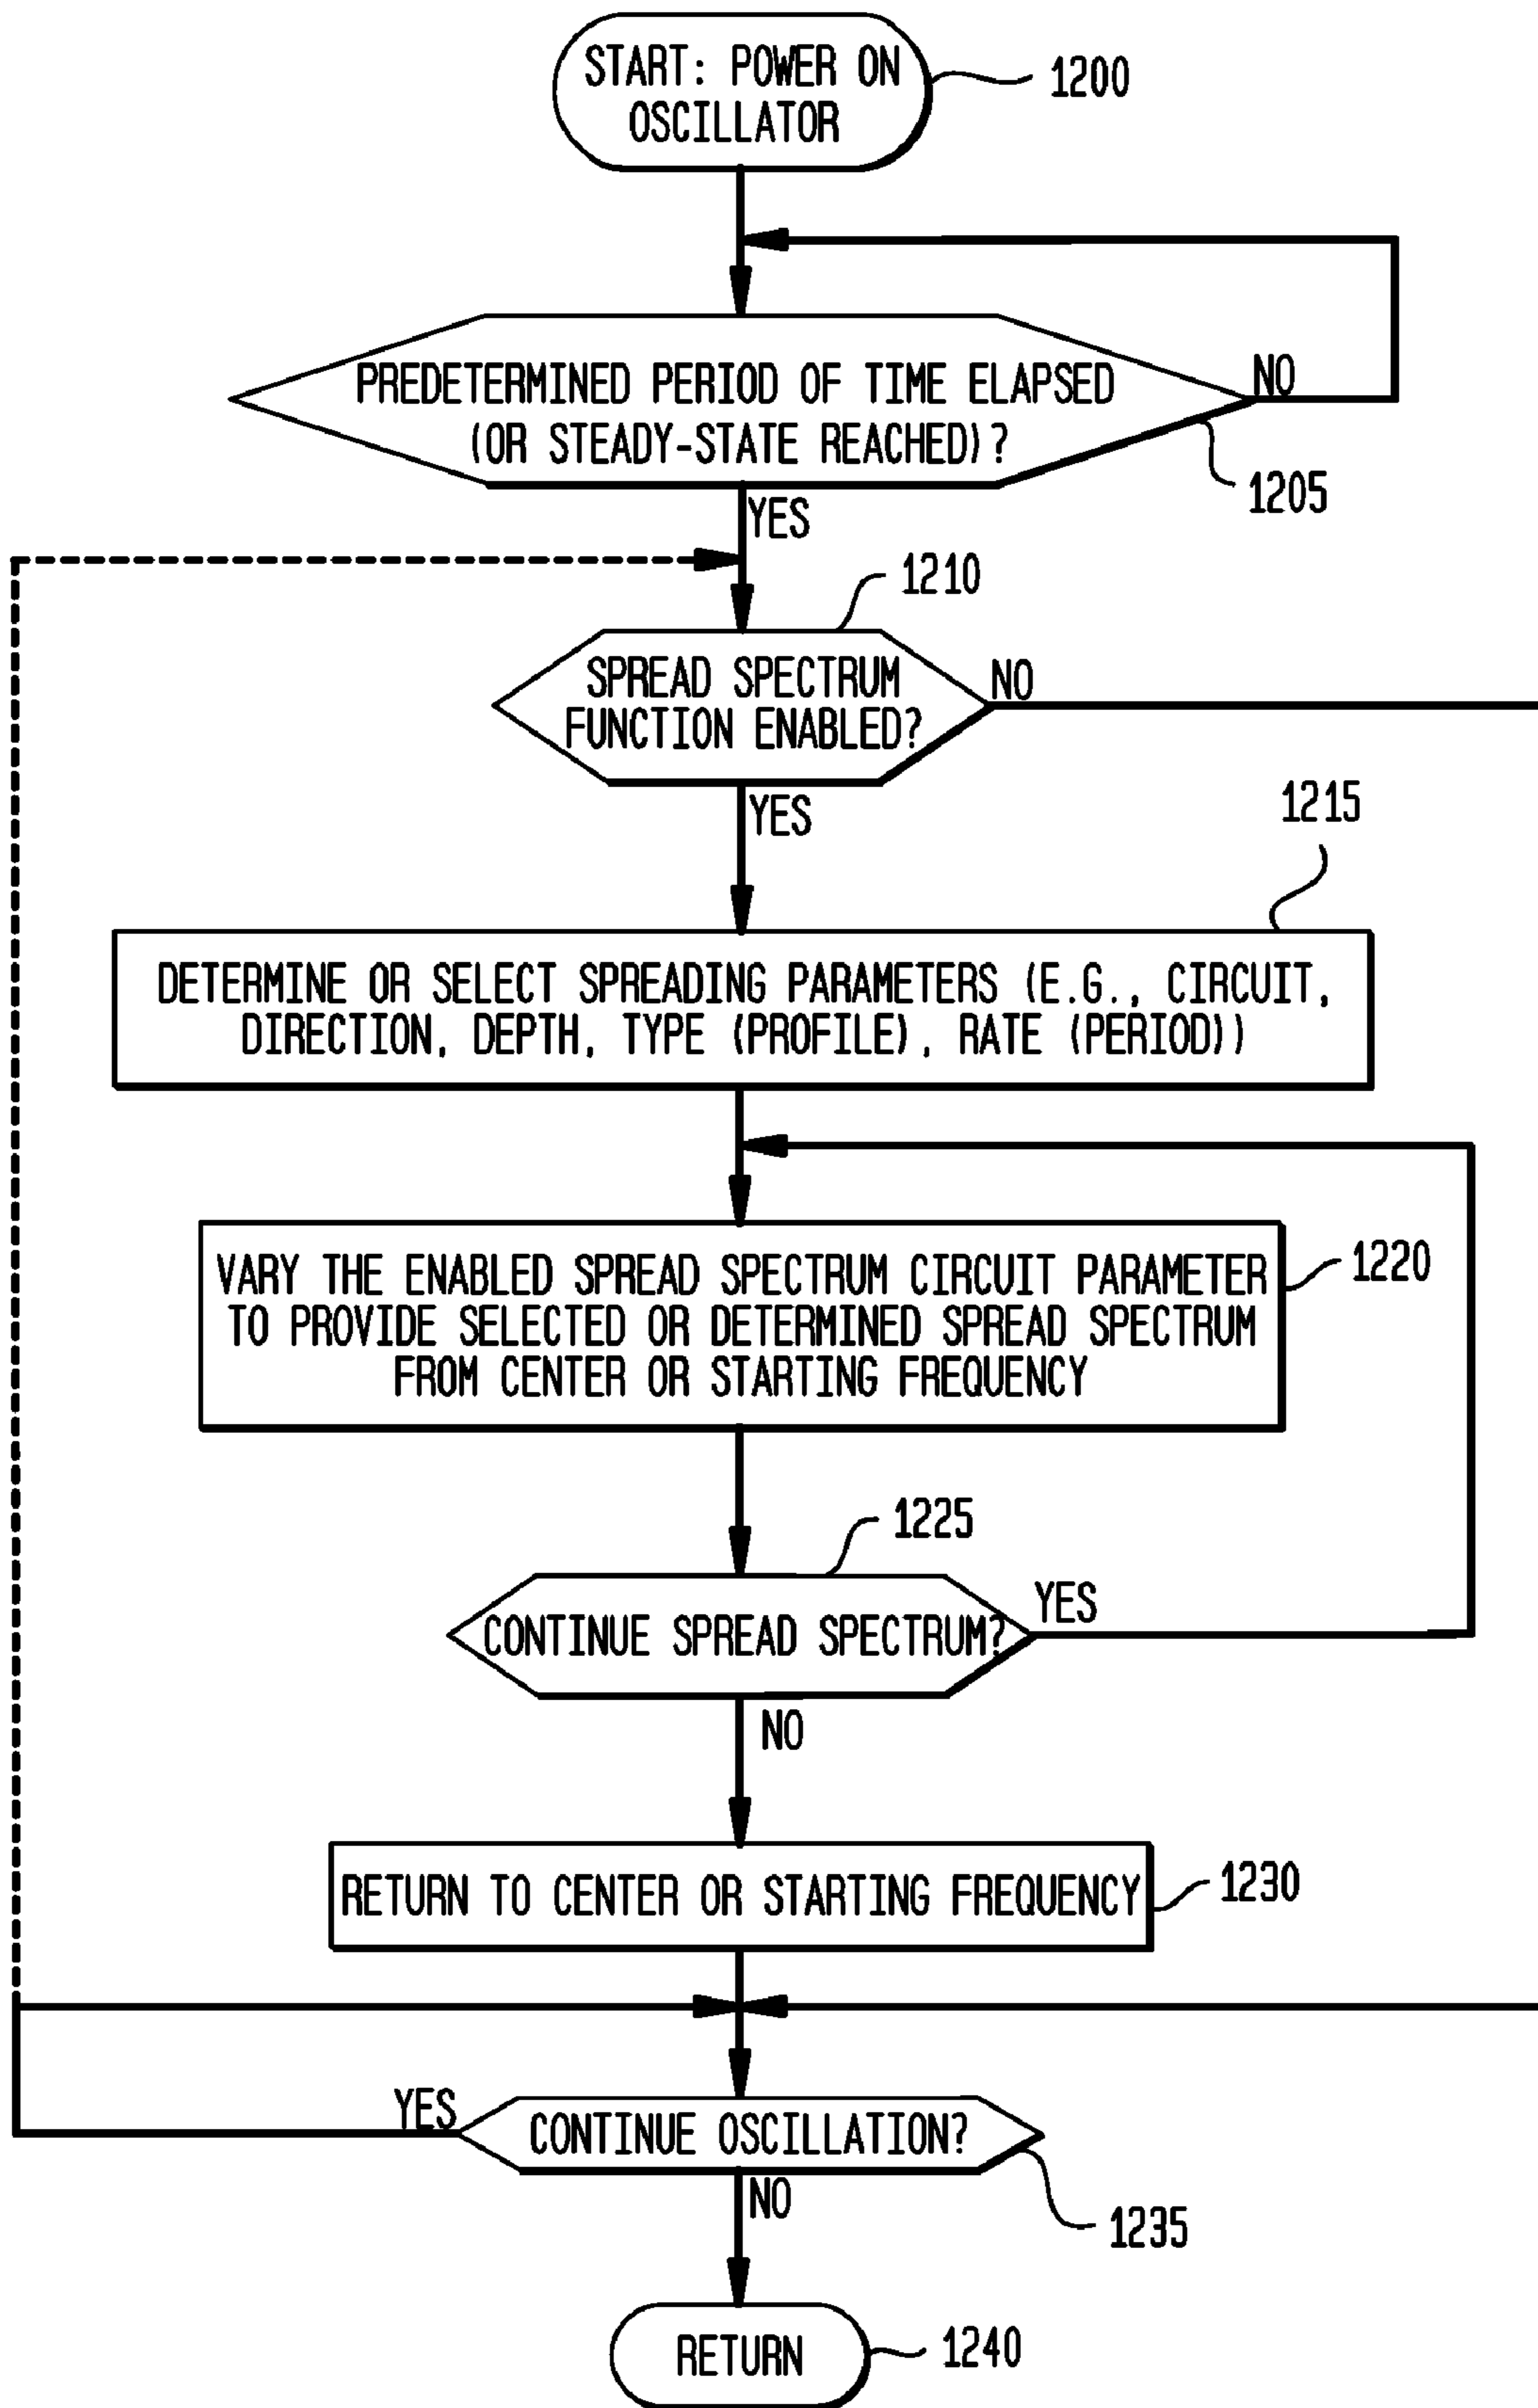 START: POWER ON
OSCILLATOR
1200
PREDETERMINED PERIOD OF TIME ELAPSED
(OR STEADY-STATE REACHED)?
NO
1205
YES
1210
SPREAD SPECTRUM
FUNCTION ENABLED?
NO
YES
1215
DETERMINE OR SELECT SPREADING PARAMETERS (E.G., CIRCUIT,
DIRECTION, DEPTH, TYPE (PROFILE), RATE (PERIOD))
VARY THE ENABLED SPREAD SPECTRUM CIRCUIT PARAMETER
TO PROVIDE SELECTED OR DETERMINED SPREAD SPECTRUM
FROM CENTER OR STARTING FREQUENCY
1220
1225
CONTINUE SPREAD SPECTRUM?
YES
NO
RETURN TO CENTER OR STARTING FREQUENCY
1230
YES
CONTINUE OSCILLATION?
NO
1235
RETURN
1240